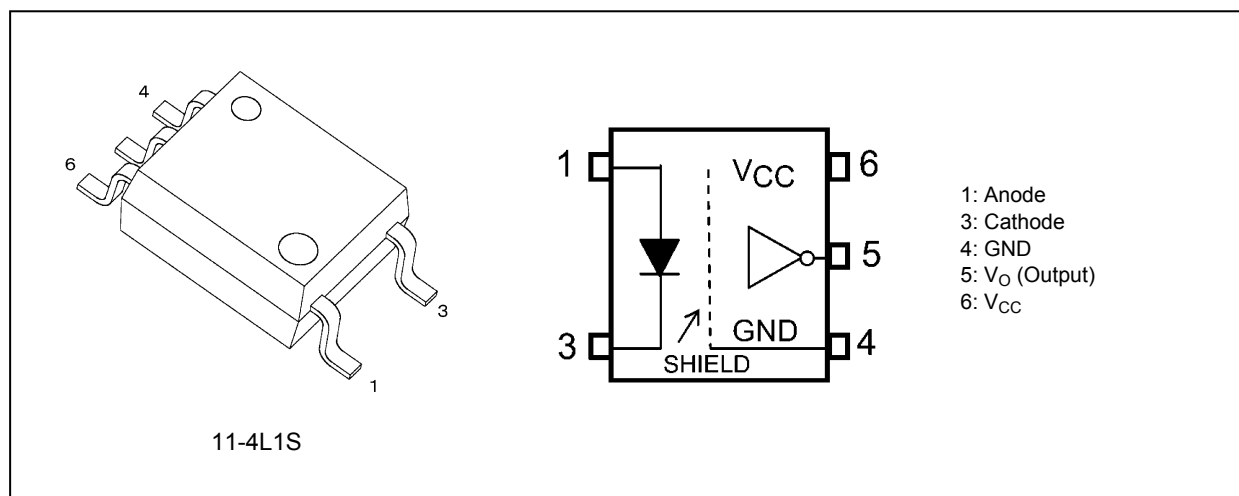 4
6
3
1
11-4L1S
1
3
VCC
GND
SHIELD
6
5
4
1: Anode
3: Cathode
4: GND
5: VO (Output)
6: VCC